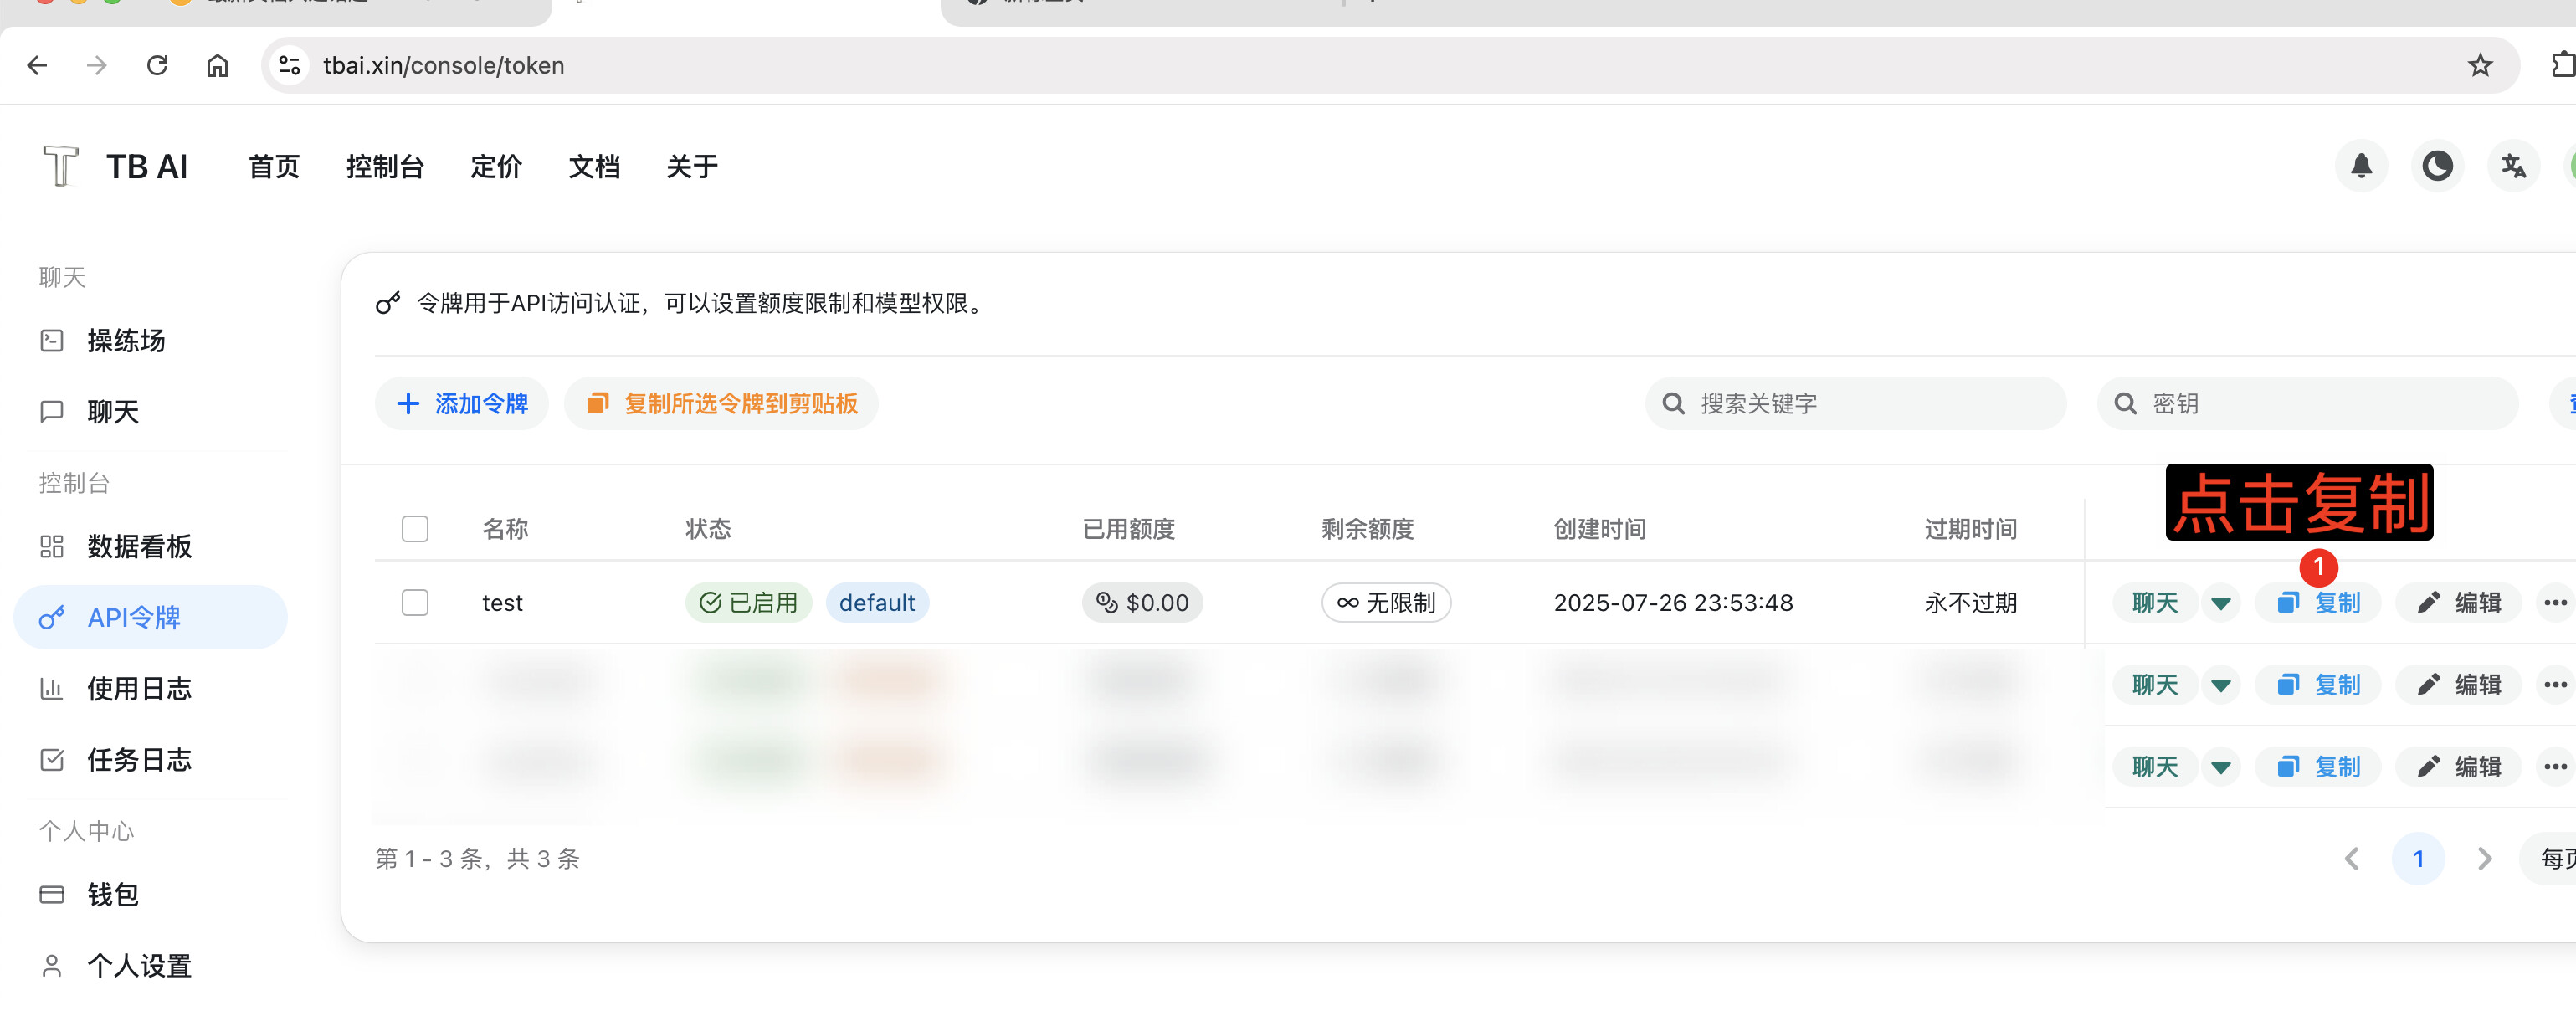 tbai.xin/console/token
TB AI 首页 控制台 定价 文档 关于
聊天
操练场
聊天
控制台
数据看板
API令牌
使用日志
任务日志
个人中心
钱包
个人设置
令牌用于API访问认证，可以设置额度限制和模型权限。
添加令牌 复制所选令牌到剪贴板 搜索关键字 密钥
点击复制
1
名称 状态 已用额度 剩余额度 创建时间 过期时间
test 已启用 default $0.00 无限制 2025-07-26 23:53:48 永不过期 聊天 复制 编辑
聊天 复制 编辑
聊天 复制 编辑
第 1 - 3 条，共 3 条 1 每